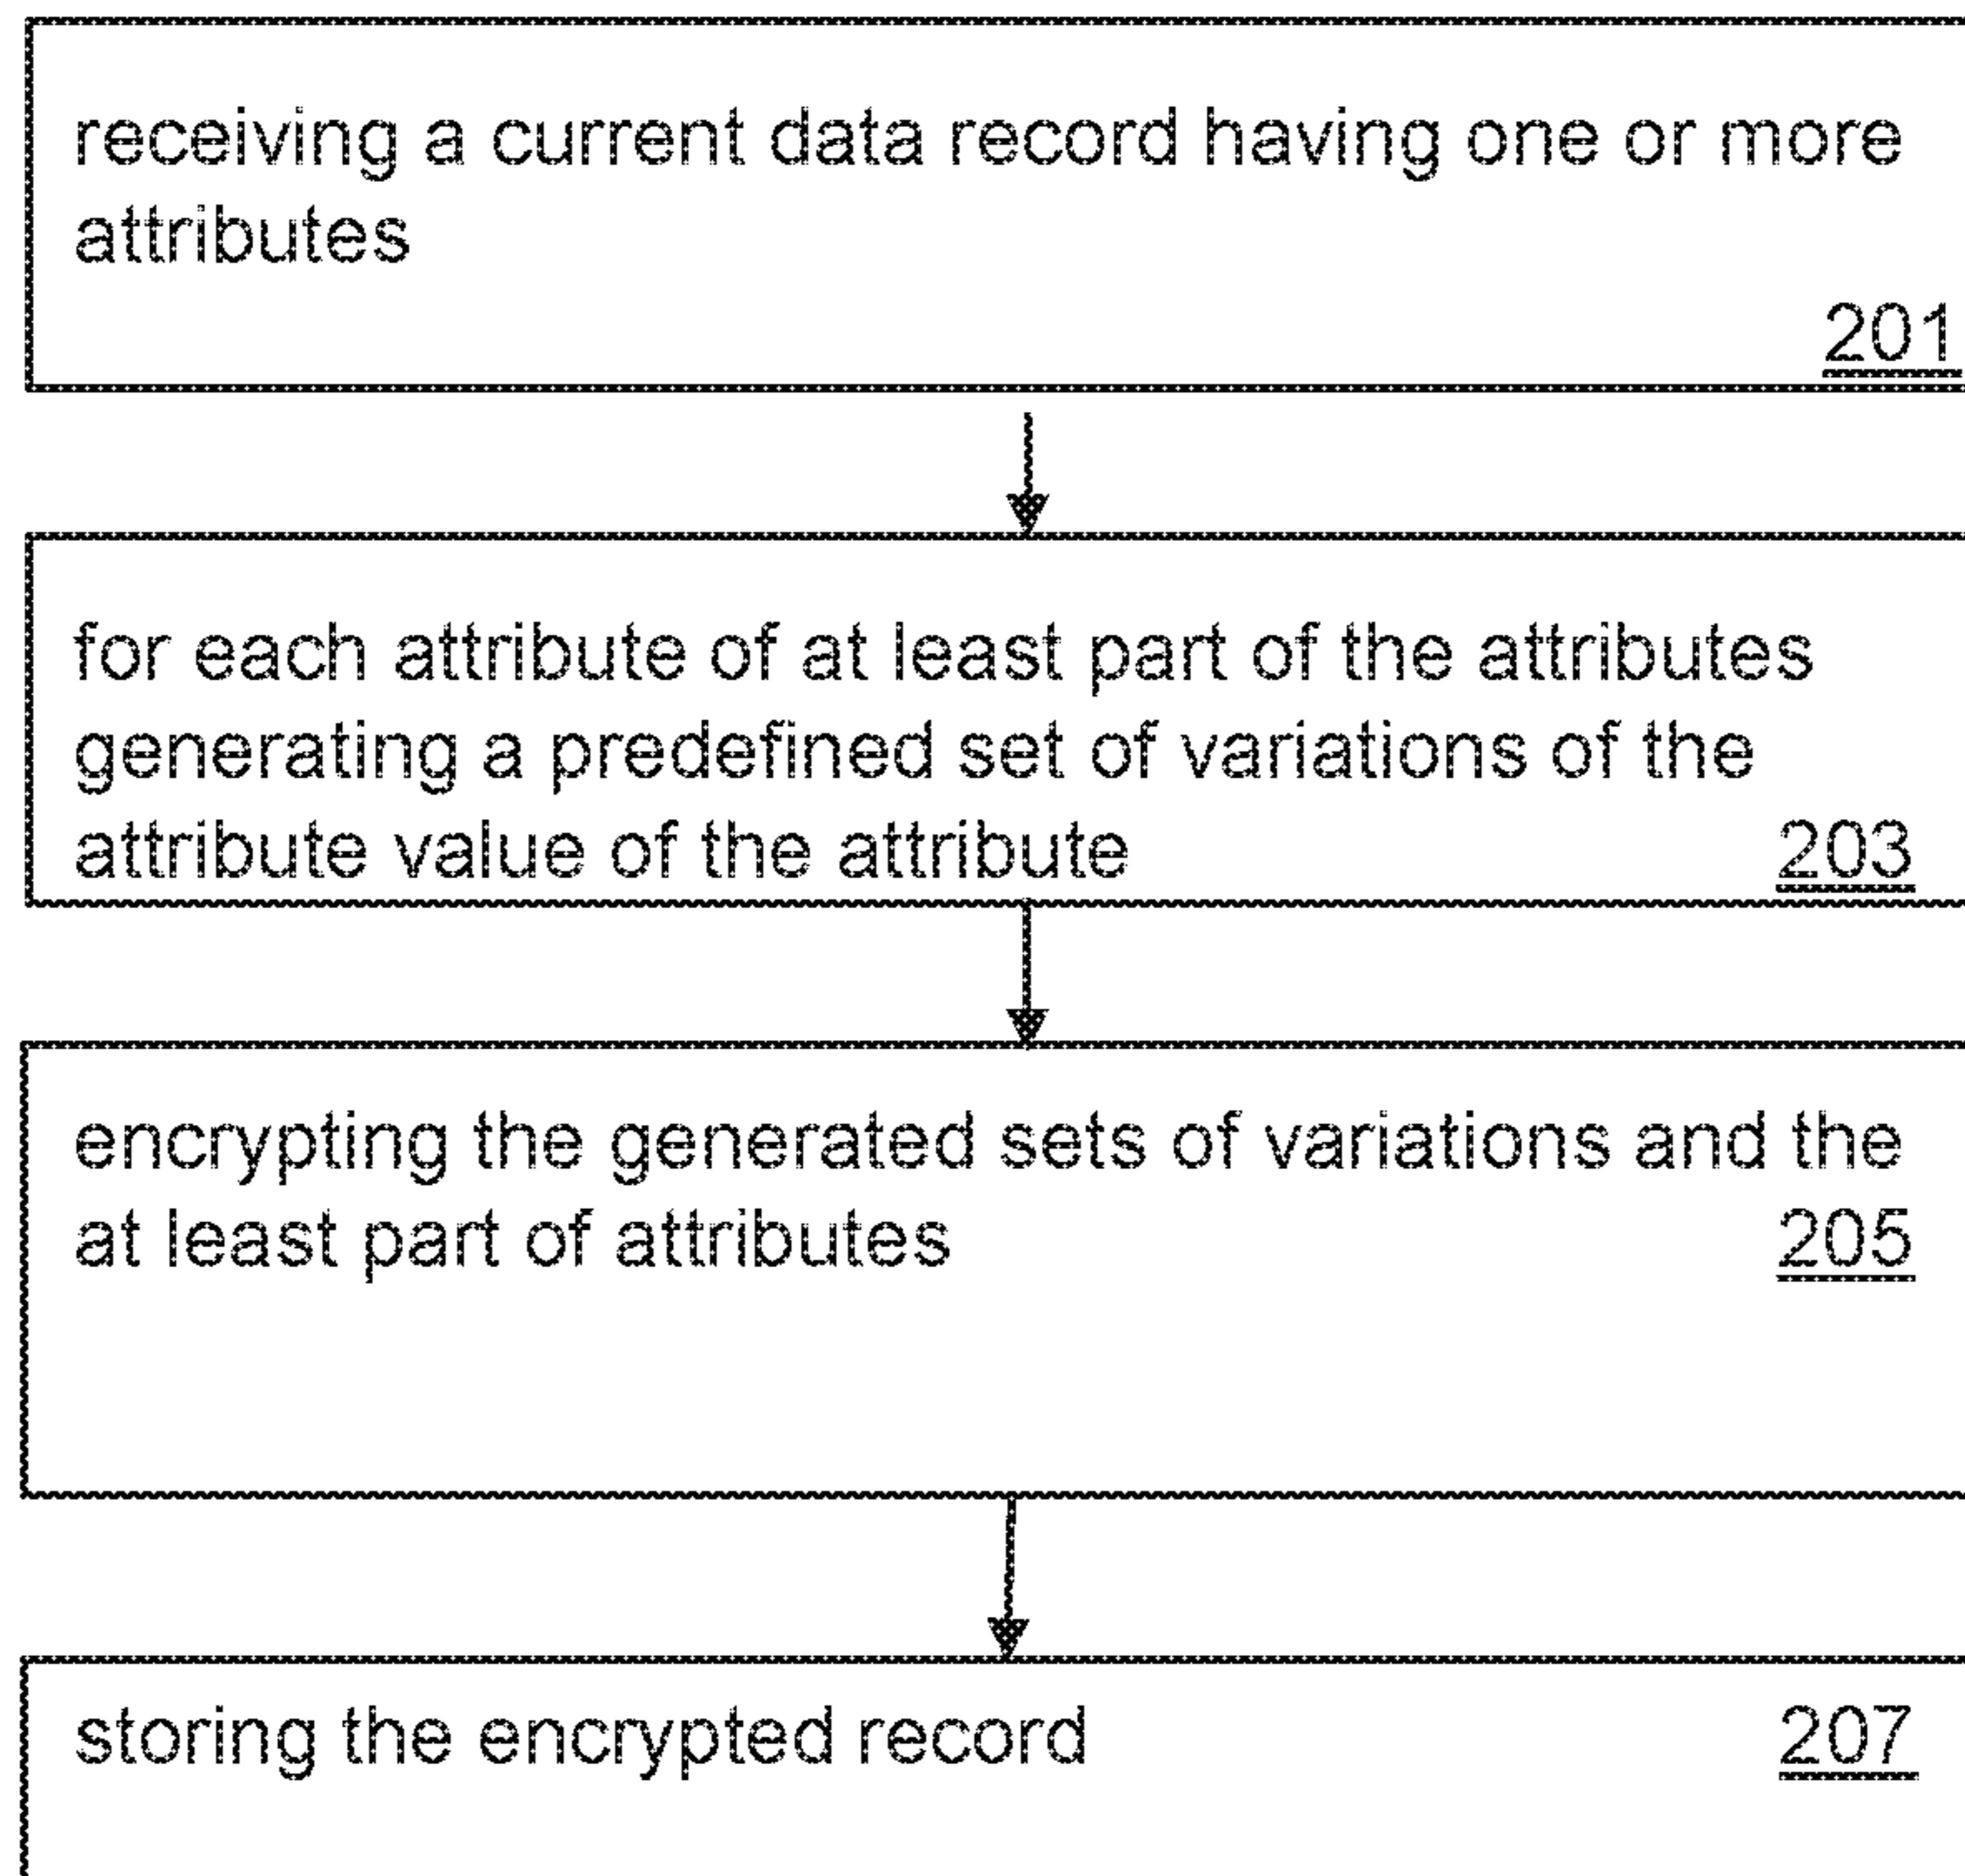 receiving a current data record having one or more
attributes
201
for each attribute of at least part of the attributes
generating a predefined set of variations of the
attribute value of the attribute 203
encrypting the generated sets of variations and the
at least part of attributes 205
storing the encrypted record 207